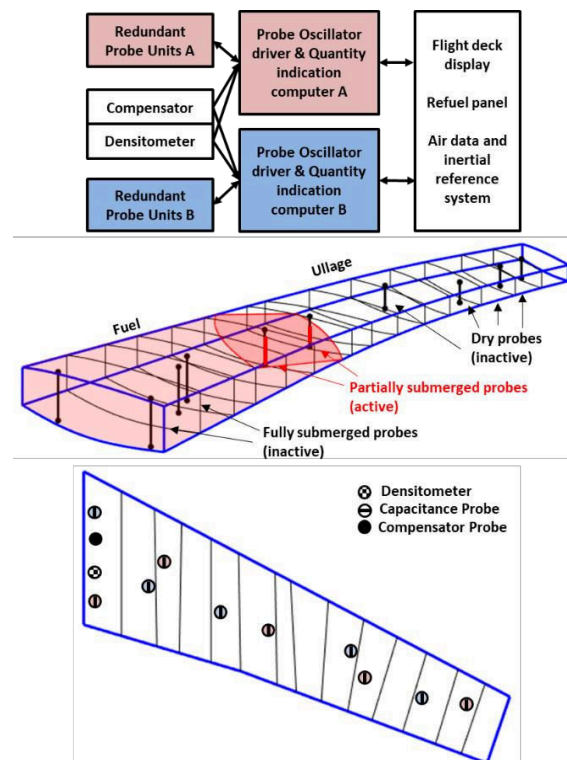 Redundant
Probe Units A
Compensator
Densitometer
Redundant
Probe Units B
Probe Oscillator
driver & Quantity
indication
computer A
Probe Oscillator
driver & Quantity
indication
computer B
Flight deck
display
Refuel panel
Air data and
inertial
reference
system
Ullage
Fuel
Dry probes
(inactive)
Partially submerged probes
(active)
Fully submerged probes
(inactive)
Densitometer
Capacitance Probe
Compensator Probe